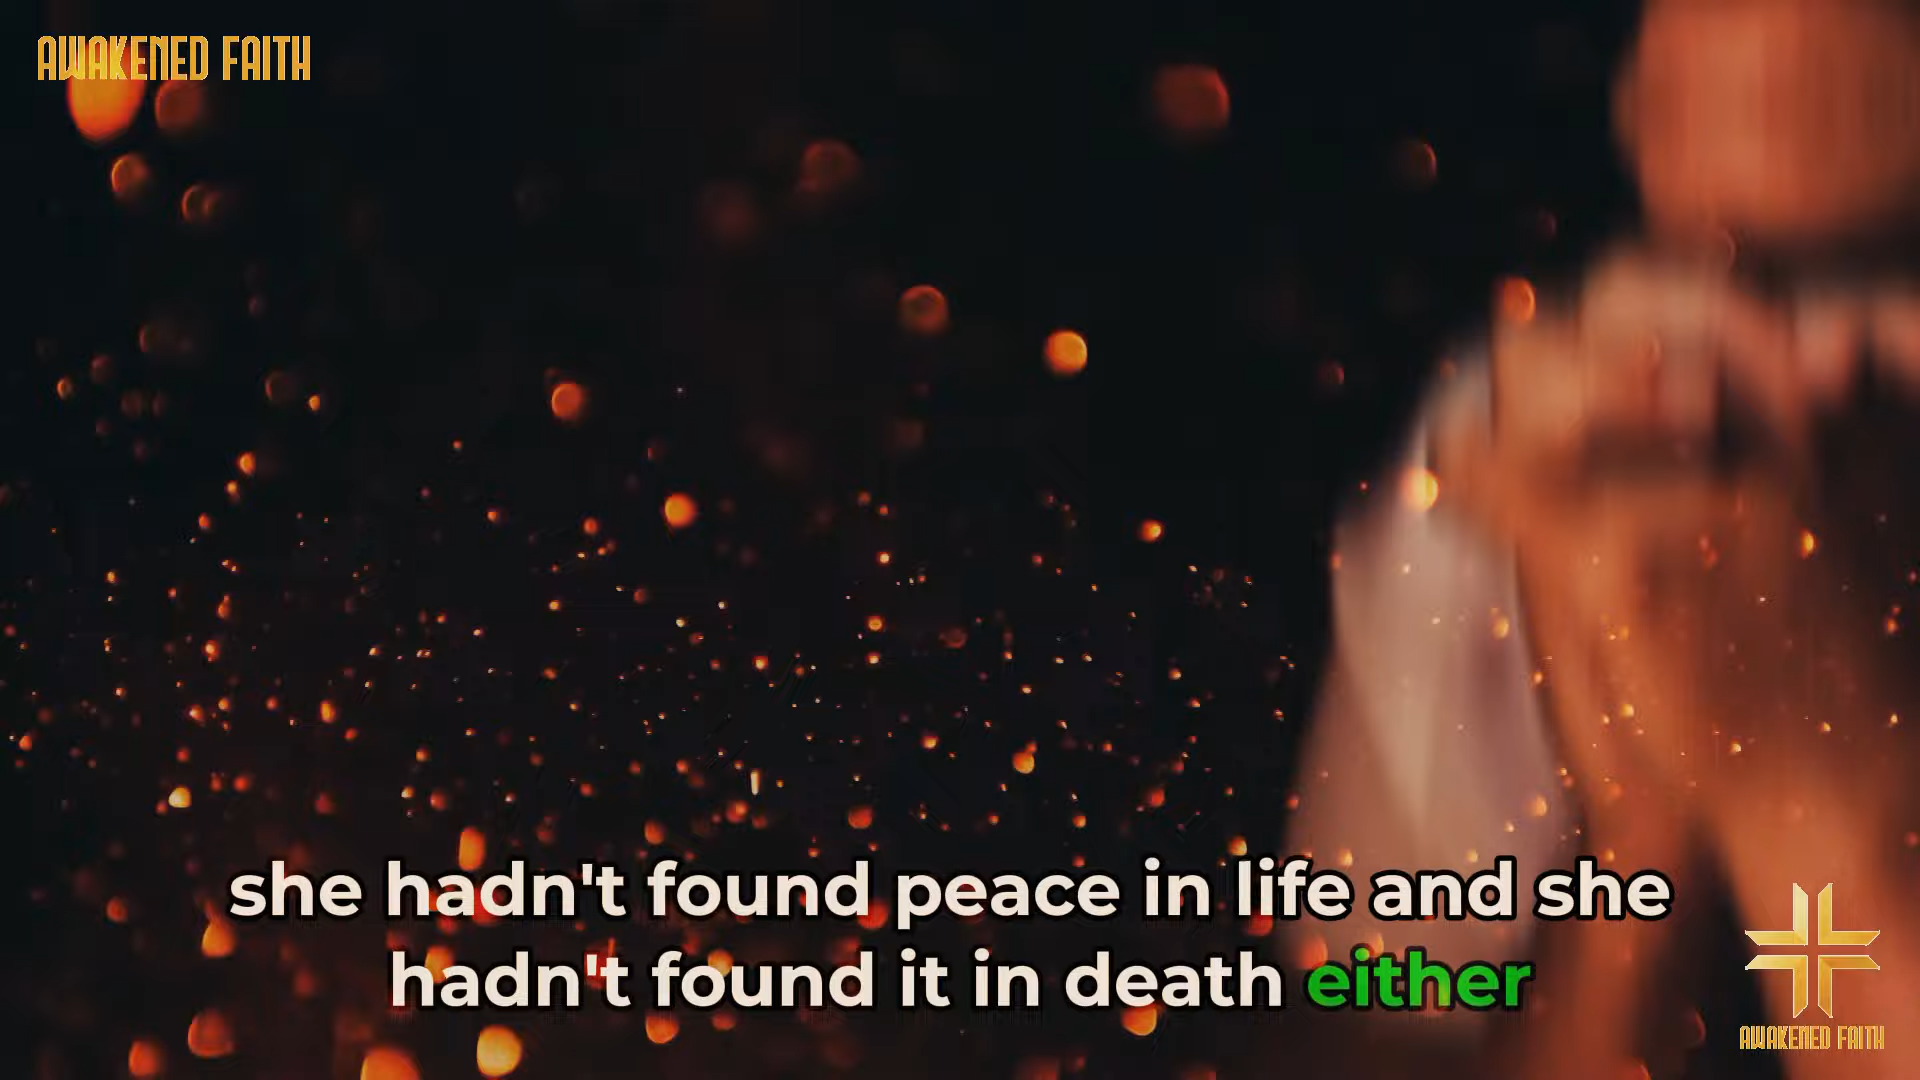 AWAKENED FAITH
she hadn't found peace in life and she
hadn't found it in death either
AWAKENED FAITH